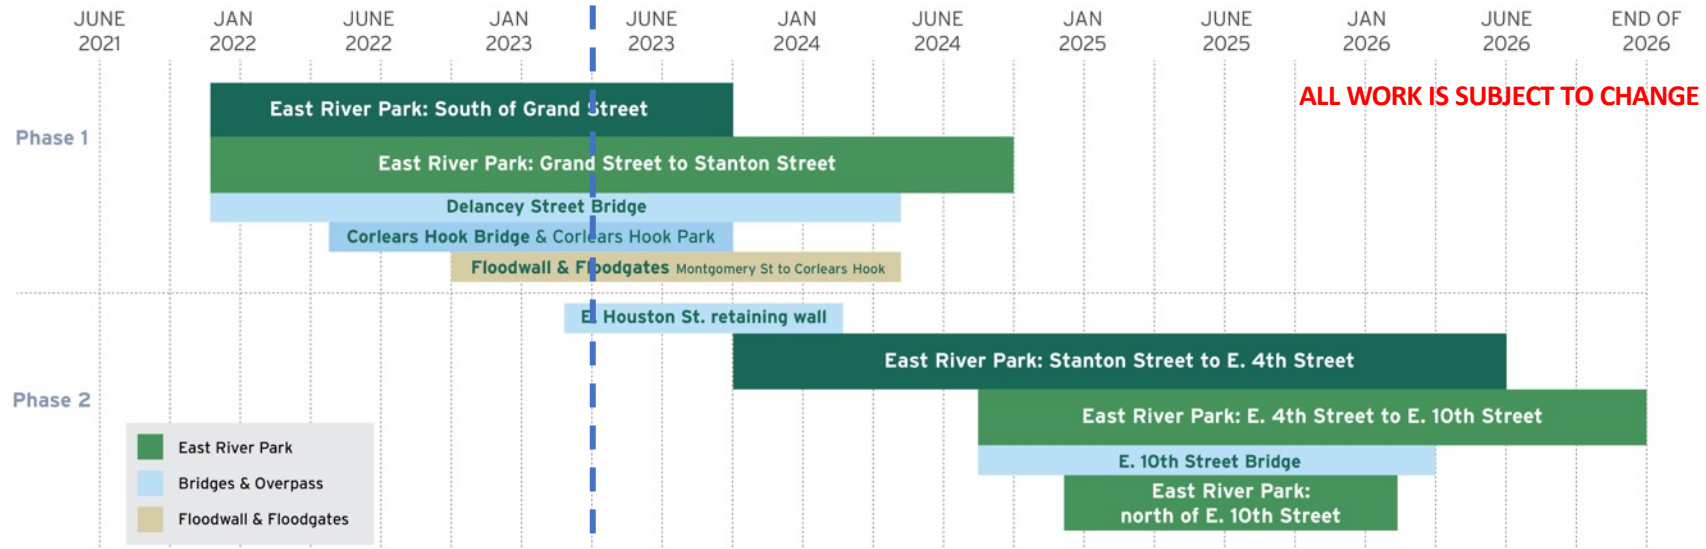 JUNE JAN JUNE JAN JUNE JAN JUNE JAN JUNE JAN JUNE END OF
2021 2022 2022 2023 2023 2024 2024 2025 2025 2026 2026 2026
ALL WORK IS SUBJECT TO CHANGE
Phase 1
East River Park: South of Grand Street
East River Park: Grand Street to Stanton Street
Delancey Street Bridge
Corlears Hook Bridge & Corlears Hook Park
Floodwall & Floodgates Montgomery St to Corlears Hook
Phase 2
E. Houston St. retaining wall
East River Park: Stanton Street to E. 4th Street
East River Park: E. 4th Street to E. 10th Street
E. 10th Street Bridge
East River Park:
north of E. 10th Street
East River Park
Bridges & Overpass
Floodwall & Floodgates